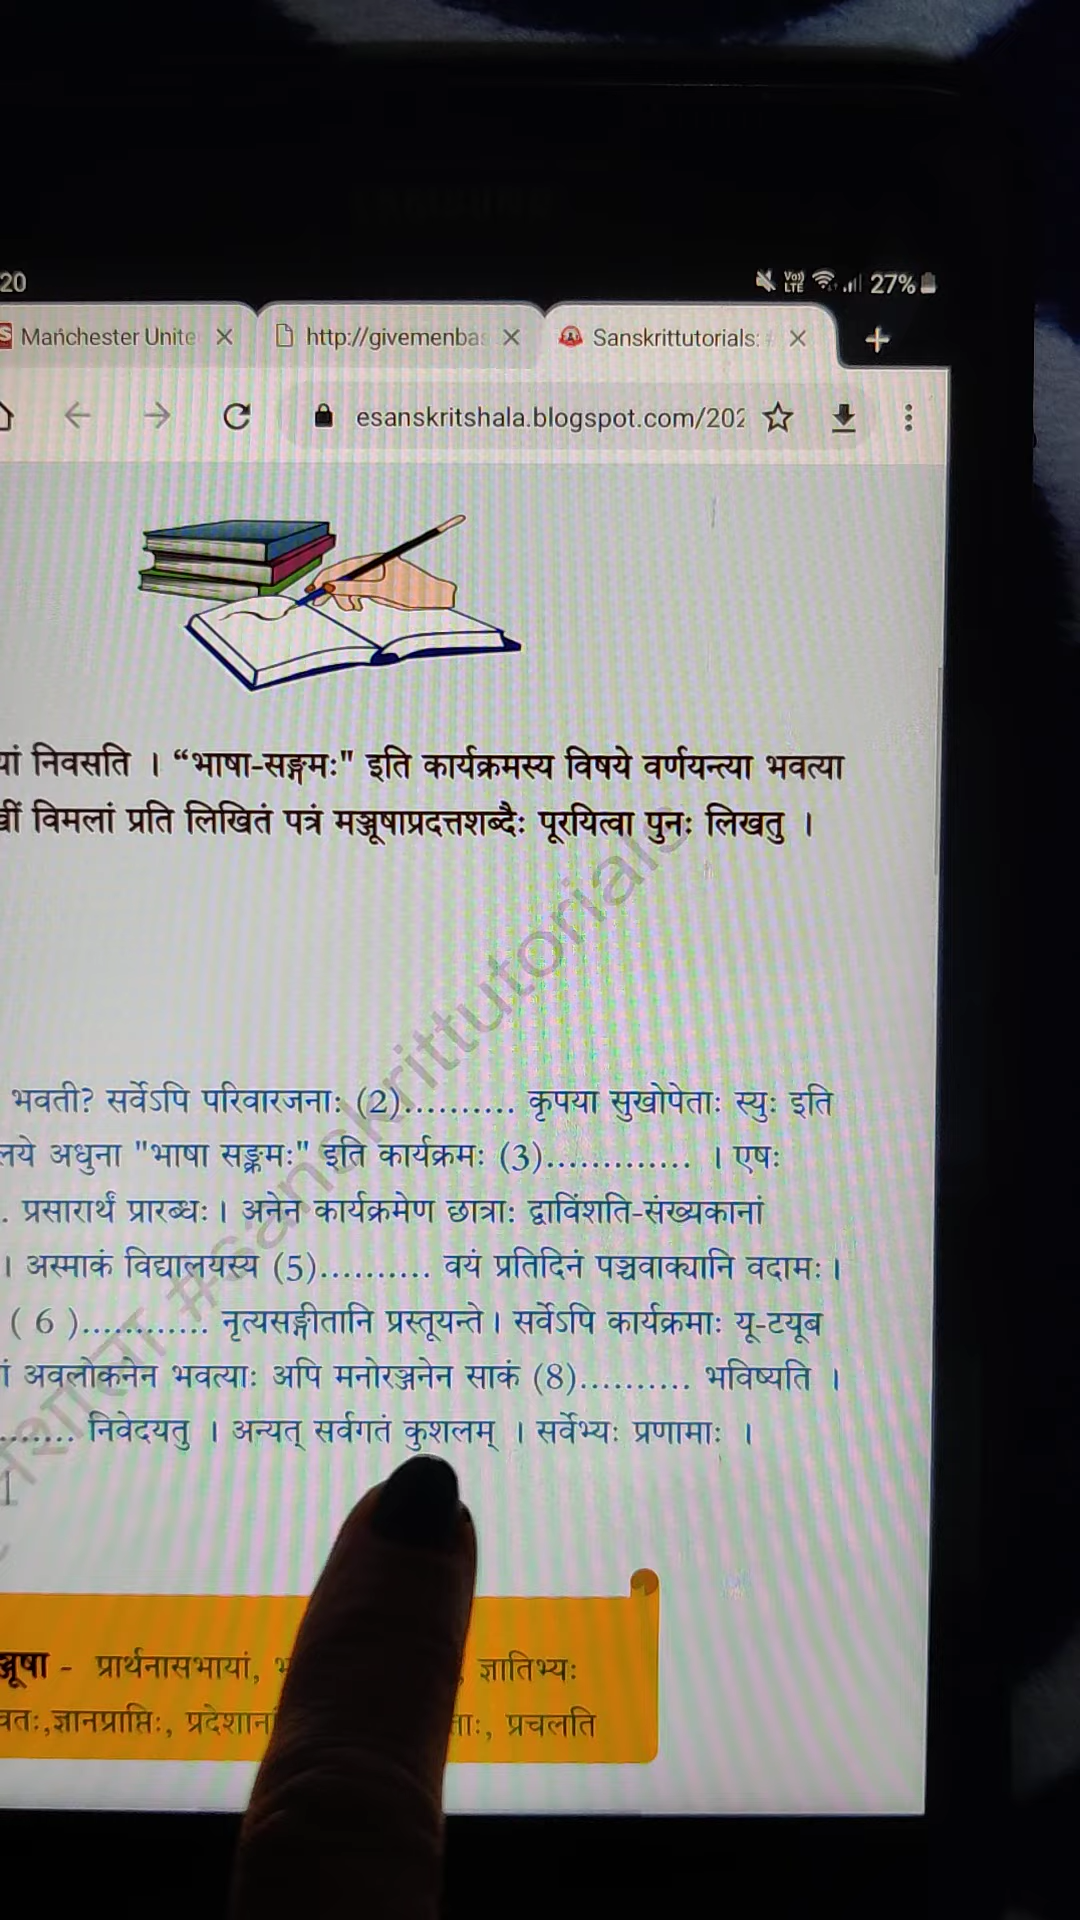 20 Vo) LTE 27%
Manchester Unite http://givemenba Sanskrittutorials:
esanskritshala.blogspot.com/202
निवसति । “भाषा-सङ्गमः" इति कार्यक्रमस्य विषये वर्णयन्त्या भवत्या
विमलां प्रति लिखितं पत्रं मञ्जूषाप्रदत्तशब्दैः पूरयित्वा पुनः लिखतु ।
भवती? सर्वेऽपि परिवारजनाः (2).......... कृपया सुखोपेताः स्युः इति
अधुना "भाषा सङ्गमः" इति कार्यक्रमः (3)............. । एषः
. प्रसारार्थं प्रारब्धः । अनेन कार्यक्रमेण छात्राः द्वाविंशति-संख्यकानां
। अस्माकं विद्यालयस्य (5).......... वयं प्रतिदिनं पञ्चवाक्यानि वदामः ।
( 6 )............ नृत्यसङ्गीतानि प्रस्तूयन्ते। सर्वेऽपि कार्यक्रमाः यू-टयूब
अवलोकनेन भवत्याः अपि मनोरञ्जनेन साकं (8).......... भविष्यति ।
....... निवेदयतु । अन्यत् सर्वगतं कुशलम् । सर्वेभ्यः प्रणामाः ।
#sanskrittutorials
- प्रार्थनासभायां, ज्ञातिभ्यः
ज्ञानप्राप्तिः, प्रचलति